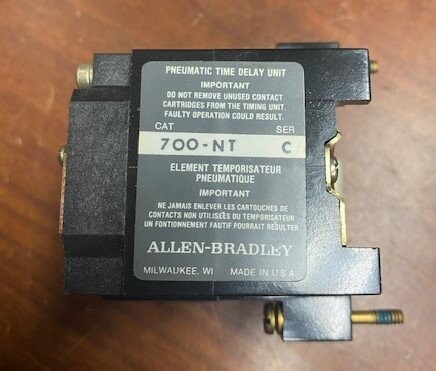 PNEUMATIC TIME DELAY UNIT
IMPORTANT
DO NOT REMOVE UNUSED CONTACT
CARTRIDGES FROM THE TIMING UNIT.
FAULTY OPERATION COULD RESULT.
CAT SER
700-NT C
ELEMENT TEMPORISATEUR
PNEUMATIQUE
IMPORTANT
NE JAMAIS ENLEVER LES CARTOUCHES DE
CONTACTS NON UTILISEÉS DU TEMPORISATEUR
UN FONTIONNEMENT FAUTIF POURRAIT RESULTER
ALLEN-BRADLEY
MILWAUKEE, WI MADE IN U.S.A